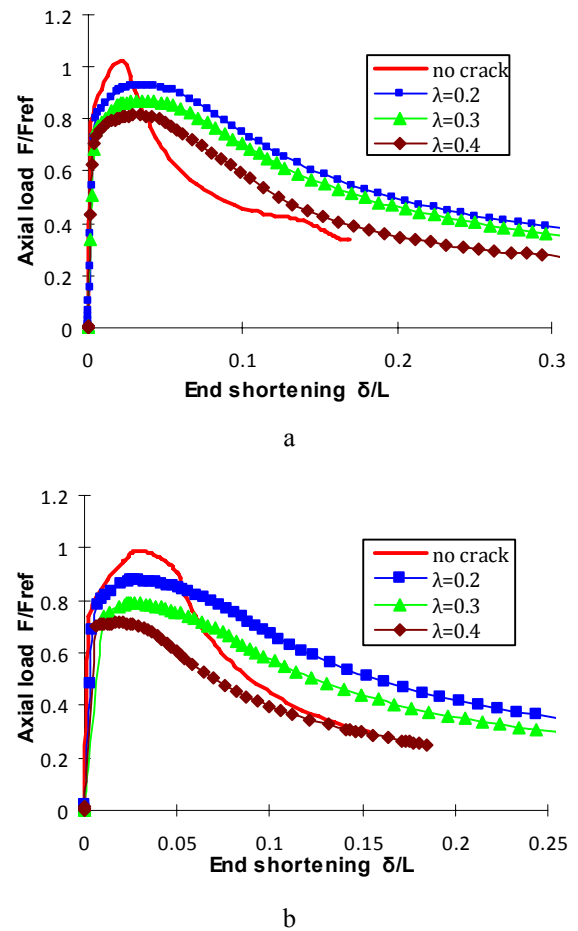 1.2
1
0.8
0.6
0.4
0.2
0
Axial load F/Fref
no crack
λ=0.2
λ=0.3
λ=0.4
0 0.1 0.2 0.3
End shortening δ/L
a
1.2
1
0.8
0.6
0.4
0.2
0
Axial load F/Fref
no crack
λ=0.2
λ=0.3
λ=0.4
0 0.05 0.1 0.15 0.2 0.25
End shortening δ/L
b